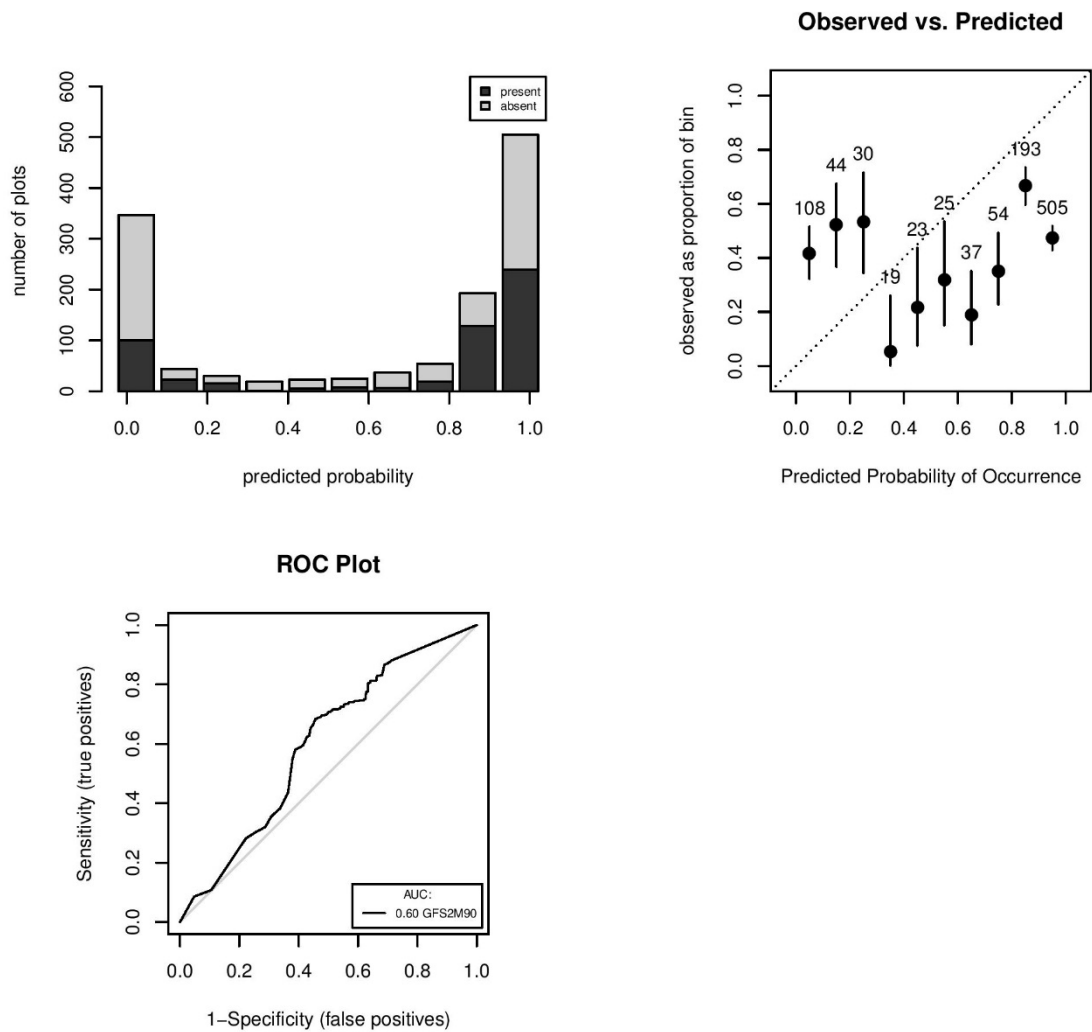 number of plots
600
500
400
300
200
100
0
present
absent
0.0 0.2 0.4 0.6 0.8 1.0
predicted probability
Observed vs. Predicted
observed as proportion of bin
1.0
0.8
0.6
0.4
0.2
0.0
108
44
30
19
23
25
37
54
193
505
0.0 0.2 0.4 0.6 0.8 1.0
Predicted Probability of Occurrence
ROC Plot
Sensitivity (true positives)
1.0
0.8
0.6
0.4
0.2
0.0
AUC:
0.60 GFS2M90
0.0 0.2 0.4 0.6 0.8 1.0
1−Specificity (false positives)